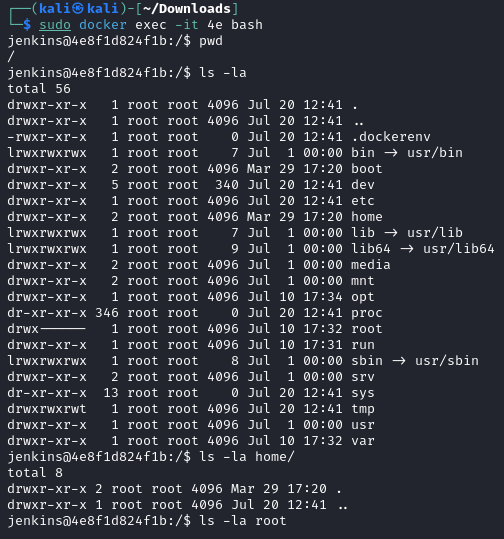 ┌──(kali㉿kali)-[~/Downloads]
└─$ sudo docker exec -it 4e bash
jenkins@4e8f1d824f1b:/$ pwd
/
jenkins@4e8f1d824f1b:/$ ls -la
total 56
drwxr-xr-x   1 root root 4096 Jul 20 12:41 .
drwxr-xr-x   1 root root 4096 Jul 20 12:41 ..
-rwxr-xr-x   1 root root    0 Jul 20 12:41 .dockerenv
lrwxrwxrwx   1 root root    7 Jul  1 00:00 bin -> usr/bin
drwxr-xr-x   2 root root 4096 Mar 29 17:20 boot
drwxr-xr-x   5 root root  340 Jul 20 12:41 dev
drwxr-xr-x   1 root root 4096 Jul 20 12:41 etc
drwxr-xr-x   2 root root 4096 Mar 29 17:20 home
lrwxrwxrwx   1 root root    7 Jul  1 00:00 lib -> usr/lib
lrwxrwxrwx   1 root root    9 Jul  1 00:00 lib64 -> usr/lib64
drwxr-xr-x   2 root root 4096 Jul  1 00:00 media
drwxr-xr-x   2 root root 4096 Jul  1 00:00 mnt
drwxr-xr-x   1 root root 4096 Jul 10 17:34 opt
dr-xr-xr-x 346 root root    0 Jul 20 12:41 proc
drwx------   1 root root 4096 Jul 10 17:32 root
drwxr-xr-x   1 root root 4096 Jul 10 17:31 run
lrwxrwxrwx   1 root root    8 Jul  1 00:00 sbin -> usr/sbin
drwxr-xr-x   2 root root 4096 Jul  1 00:00 srv
dr-xr-xr-x  13 root root    0 Jul 20 12:41 sys
drwxrwxrwt   1 root root 4096 Jul 20 12:41 tmp
drwxr-xr-x   1 root root 4096 Jul  1 00:00 usr
drwxr-xr-x   1 root root 4096 Jul 10 17:32 var
jenkins@4e8f1d824f1b:/$ ls -la home/
total 8
drwxr-xr-x 2 root root 4096 Mar 29 17:20 .
drwxr-xr-x 1 root root 4096 Jul 20 12:41 ..
jenkins@4e8f1d824f1b:/$ ls -la root